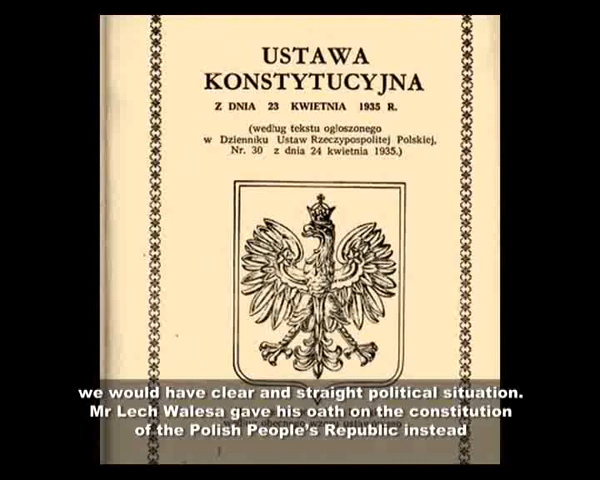 USTAWA
KONSTYTUCYJNA
Z DNIA 23 KWIETNIA 1935 R.
(według tekstu ogłoszonego
w Dzienniku Ustaw Rzeczypospolitej Polskiej,
Nr. 30 z dnia 24 kwietnia 1935.)
we would have clear and straight political situation.
Mr Lech Walesa gave his oath on the constitution
of the Polish People's Republic instead